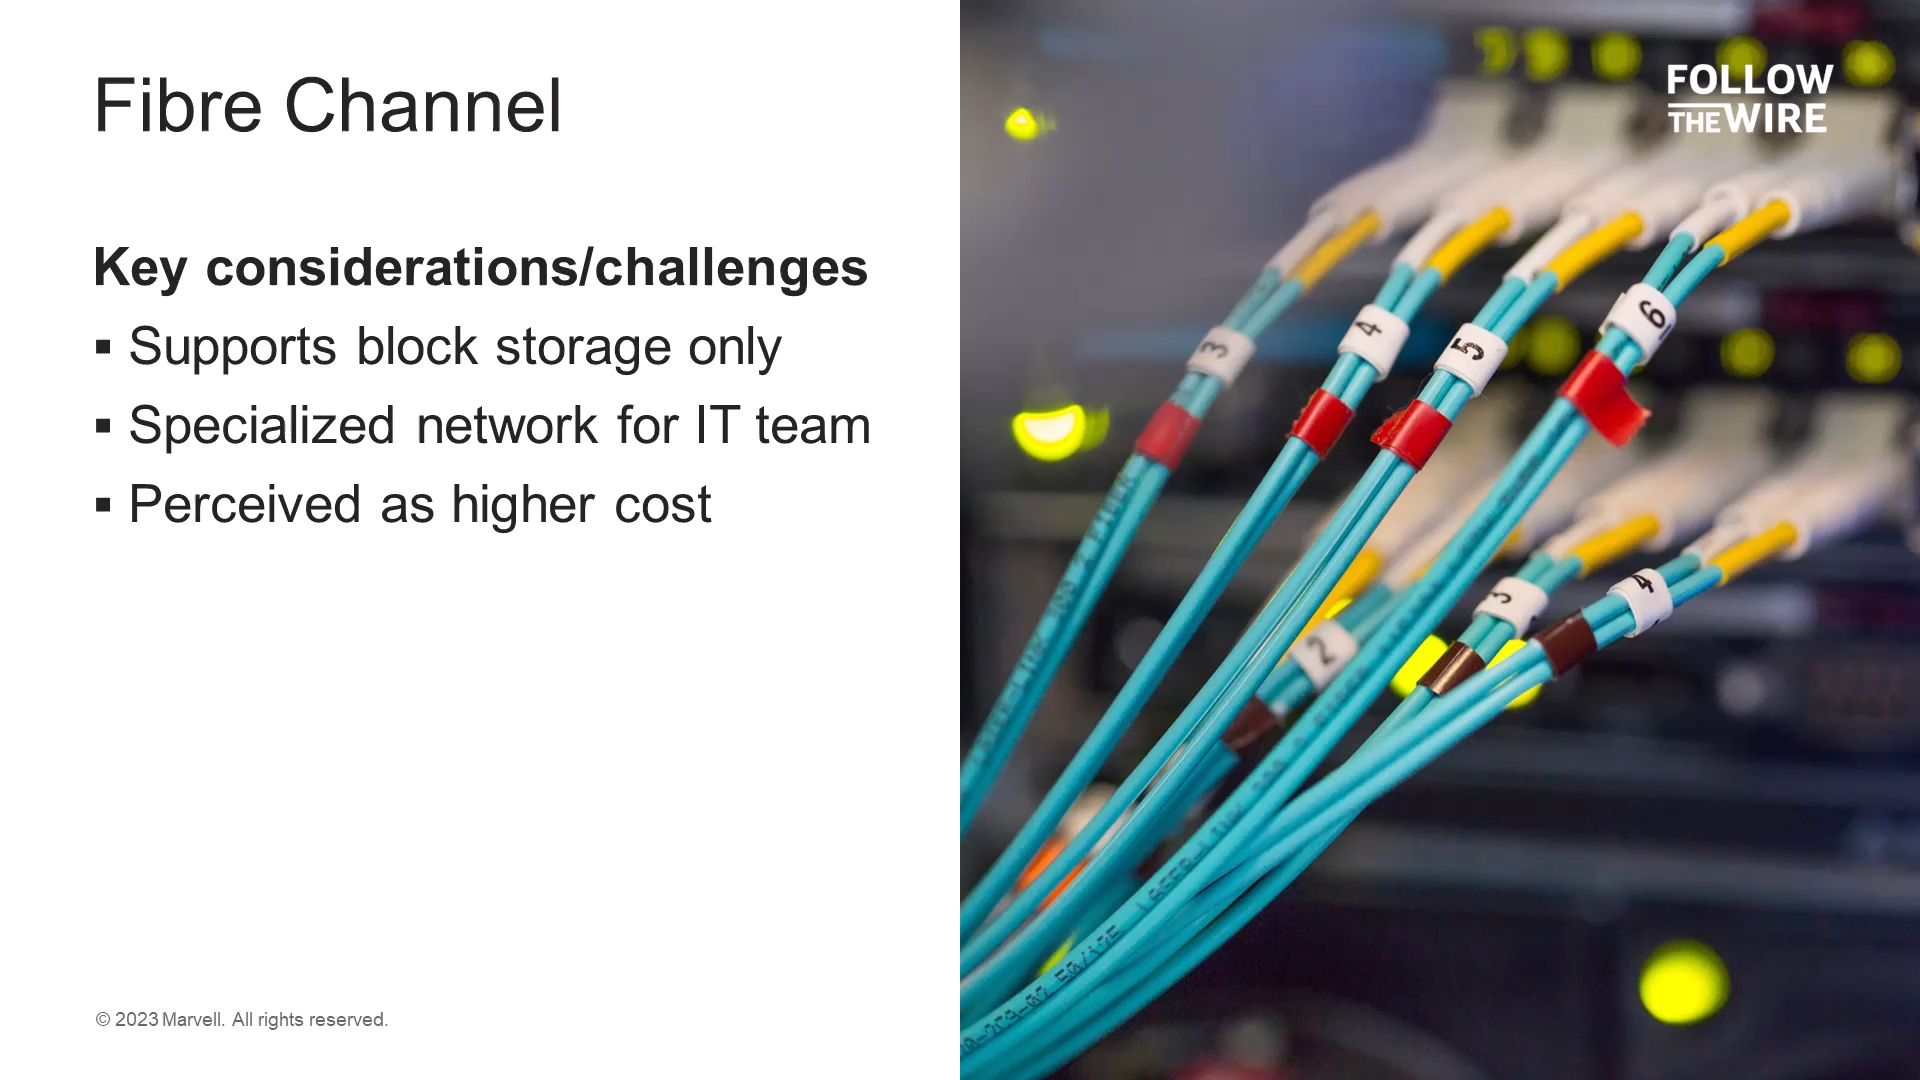 Fibre Channel
FOLLOW
THE WIRE
Key considerations/challenges
▪ Supports block storage only
▪ Specialized network for IT team
▪ Perceived as higher cost
3
4
5
6
2
3
4
© 2023 Marvell. All rights reserved.